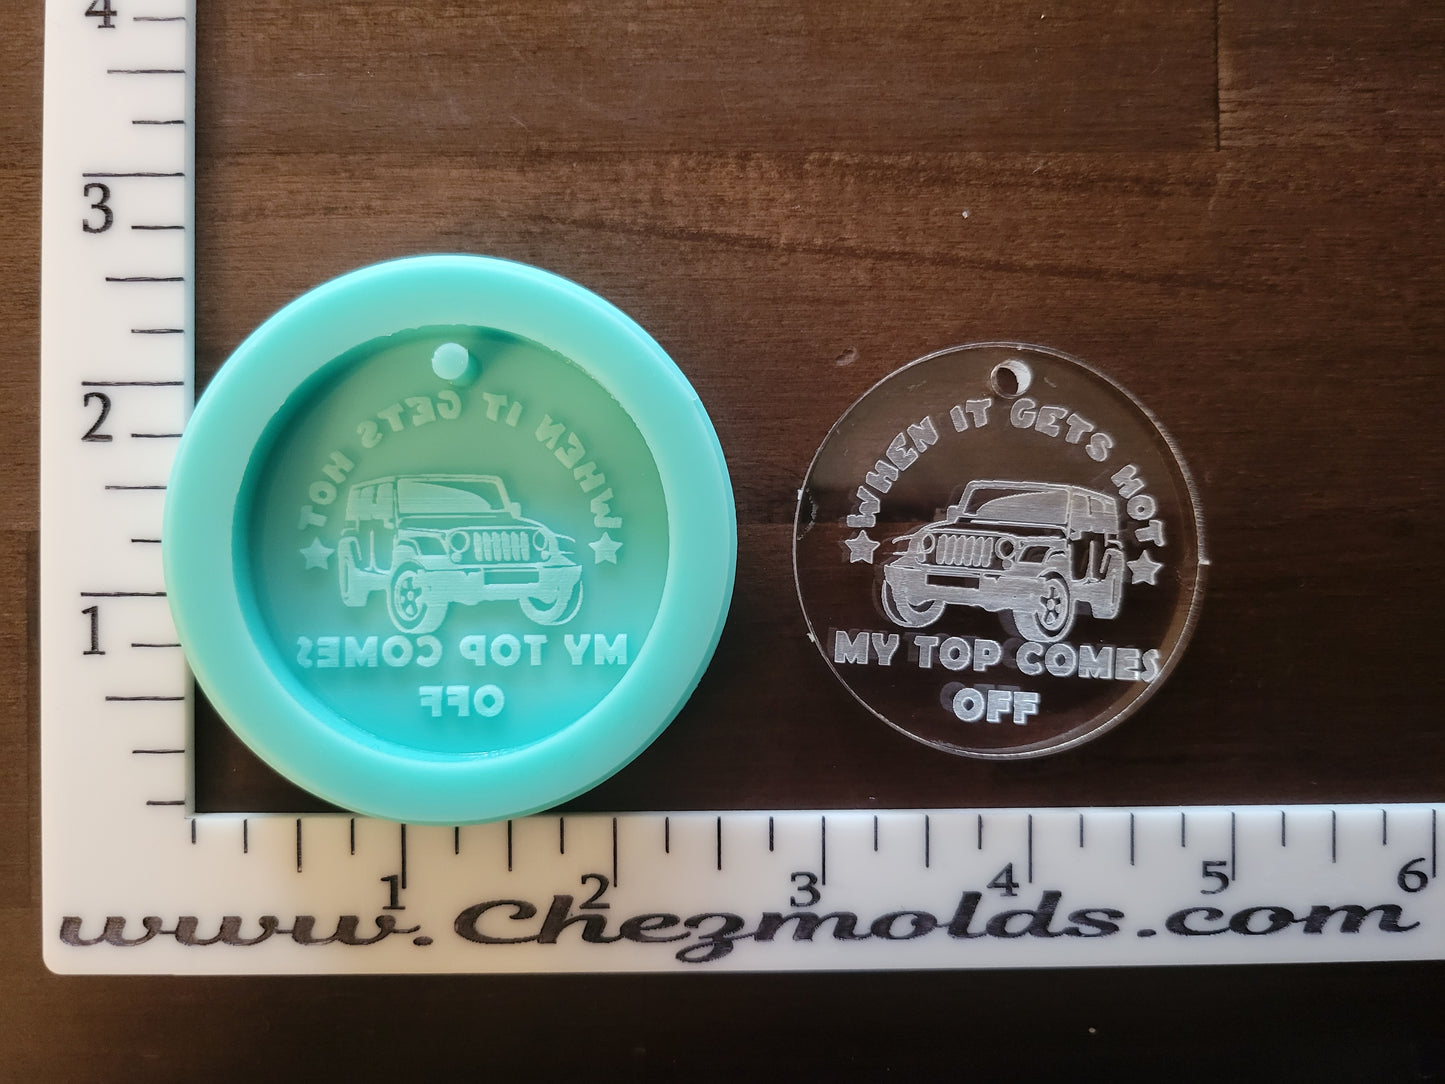 4
3
2
1
WHEN IT GETS HOT
MY TOP COMES
OFF
WHEN IT GETS HOT
MY TOP COMES
OFF
1 2 3 4 5 6
www.Chezmolds.com